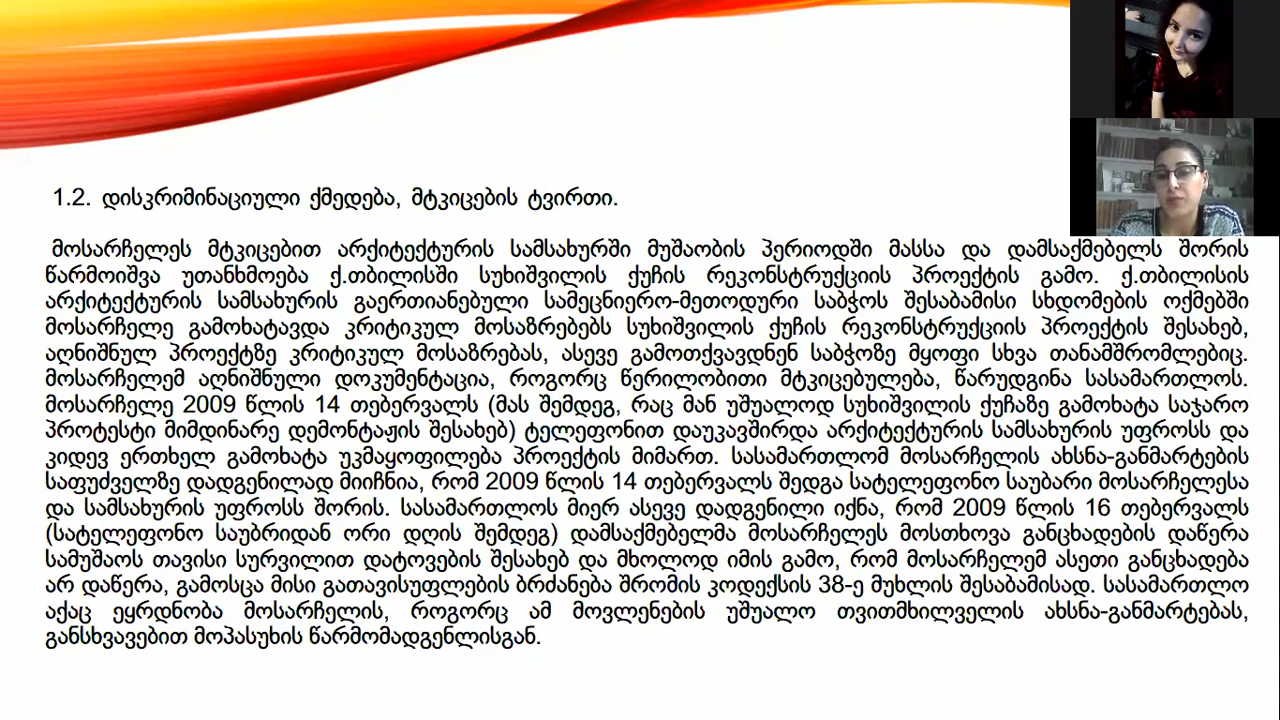 1.2. დისკრიმინაციული ქმედება, მტკიცების ტვირთი.
მოსარჩელეს მტკიცებით არქიტექტურის სამსახურში მუშაობის პერიოდში მასსა და დამსაქმებელს შორის
წარმოიშვა უთანხმოება ქ.თბილისში სუხიშვილის ქუჩის რეკონსტრუქციის პროექტის გამო. ქ.თბილისის
არქიტექტურის სამსახურის გაერთიანებული სამეცნიერო-მეთოდური საბჭოს შესაბამისი სხდომების ოქმებში
მოსარჩელე გამოხატავდა კრიტიკულ მოსაზრებებს სუხიშვილის ქუჩის რეკონსტრუქციის პროექტის შესახებ,
აღნიშნულ პროექტზე კრიტიკულ მოსაზრებას, ასევე გამოთქვავდნენ საბჭოზე მყოფი სხვა თანამშრომლებიც.
მოსარჩელემ აღნიშნული დოკუმენტაცია, როგორც წერილობითი მტკიცებულება, წარუდგინა სასამართლოს.
მოსარჩელე 2009 წლის 14 თებერვალს (მას შემდეგ, რაც მან უშუალოდ სუხიშვილის ქუჩაზე გამოხატა საჯარო
პროტესტი მიმდინარე დემონტაჟის შესახებ) ტელეფონით დაუკავშირდა არქიტექტურის სამსახურის უფროსს და
კიდევ ერთხელ გამოხატა უკმაყოფილება პროექტის მიმართ. სასამართლომ მოსარჩელის ახსნა-განმარტების
საფუძველზე დადგენილად მიიჩნია, რომ 2009 წლის 14 თებერვალს შედგა სატელეფონო საუბარი მოსარჩელესა
და სამსახურის უფროსს შორის. სასამართლოს მიერ ასევე დადგენილი იქნა, რომ 2009 წლის 16 თებერვალს
(სატელეფონო საუბრიდან ორი დღის შემდეგ) დამსაქმებელმა მოსარჩელეს მოსთხოვა განცხადების დაწერა
სამუშაოს თავისი სურვილით დატოვების შესახებ და მხოლოდ იმის გამო, რომ მოსარჩელემ ასეთი განცხადება
არ დაწერა, გამოსცა მისი გათავისუფლების ბრძანება შრომის კოდექსის 38-ე მუხლის შესაბამისად. სასამართლო
აქაც ეყრდნობა მოსარჩელის, როგორც ამ მოვლენების უშუალო თვითმხილველის ახსნა-განმარტებას,
განსხვავებით მოპასუხის წარმომადგენლისგან.